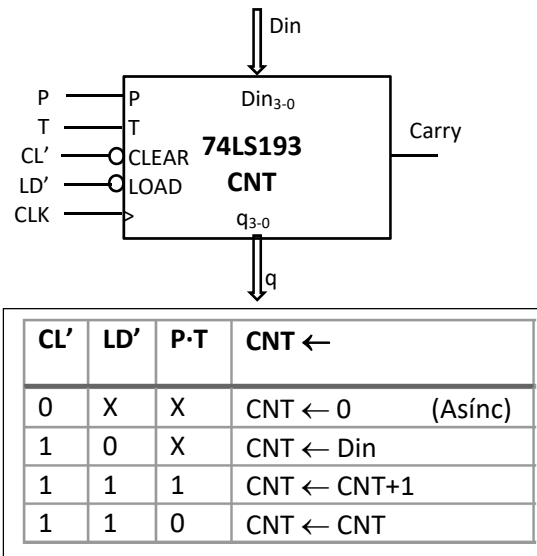 Din
P P Din3-0
T T
Carry
CL' CLEAR 74LS193
LD' LOAD CNT
CLK > q3-0
q
CL' LD' P·T CNT ←
0 X X CNT ← 0 (Asínc)
1 0 X CNT ← Din
1 1 1 CNT ← CNT+1
1 1 0 CNT ← CNT